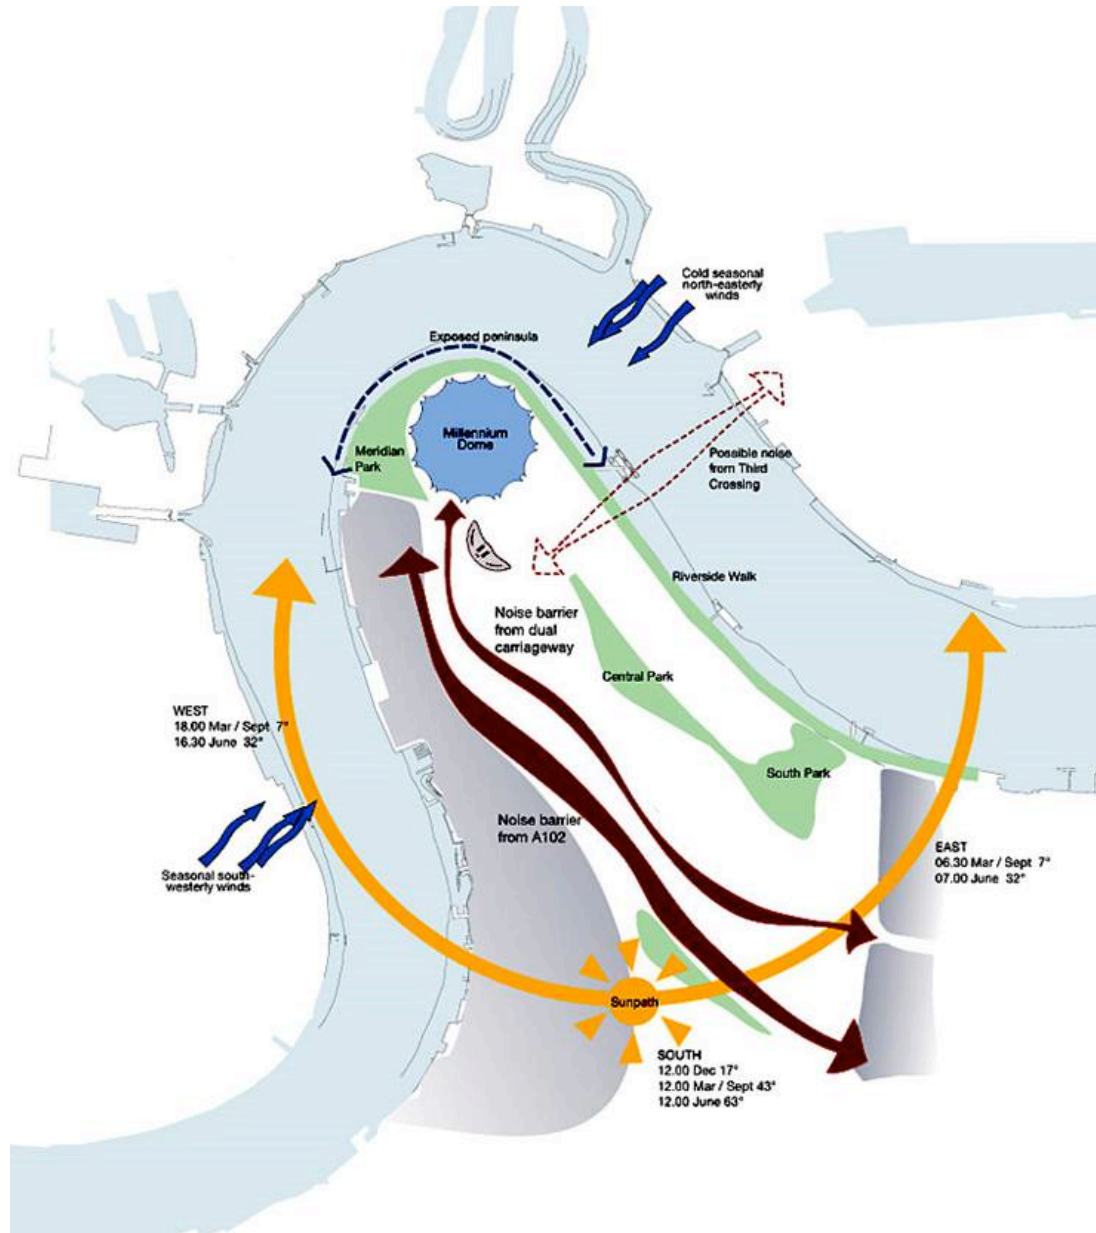 Cold seasonal
north-easterly
winds
Exposed peninsula
Millennium
Dome
Meridian
Park
Possible noise
from Third
Crossing
Riverside Walk
Noise barrier
from dual
carriageway
Central Park
WEST
18.00 Mar / Sept 7°
16.30 June 32°
South Park
Noise barrier
from A102
EAST
06.30 Mar / Sept 7°
07.00 June 32°
Seasonal south-
westerly winds
Sunpath
SOUTH
12.00 Dec 17°
12.00 Mar / Sept 43°
12.00 June 63°